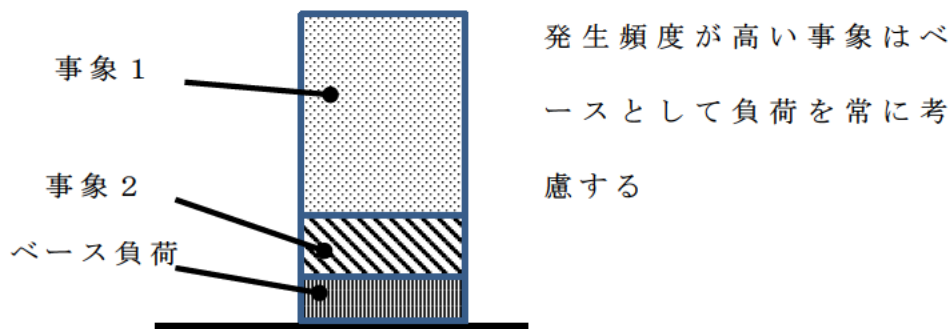 事象１
事象２
ベース負荷
発生頻度が高い事象はベ
ースとして負荷を常に考
慮する